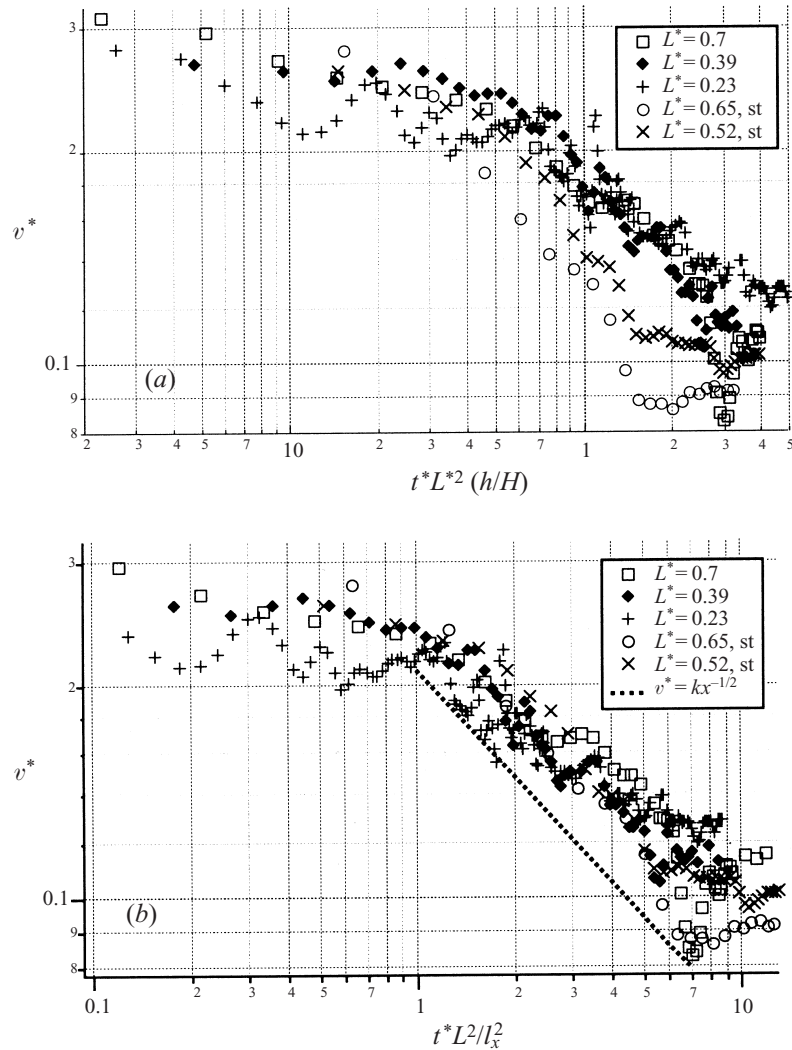 3
2
v*
0.1
9
8
(a)
L* = 0.7
L* = 0.39
L* = 0.23
L* = 0.65, st
L* = 0.52, st
2 4 5 6 7 10 2 3 4 5 6 7 1 2 3 4 5
t*L*2 (h/H)
3
2
v*
0.1
9
8
(b)
L* = 0.7
L* = 0.39
L* = 0.23
L* = 0.65, st
L* = 0.52, st
v* = kx−1/2
0.1 2 3 4 5 7 1 2 3 4 5 7 10
t*L2/l2x